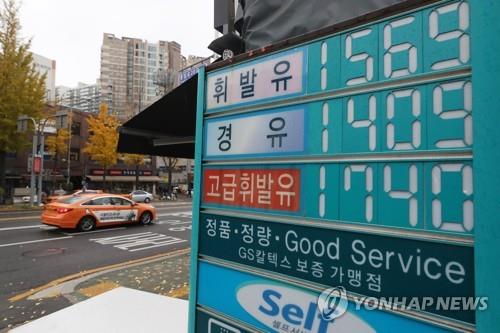 휘발유 1569
경유 1409
고급휘발유 1740
정품·정량·Good Service
GS칼텍스 보증 가맹점
Self
YONHAP NEWS